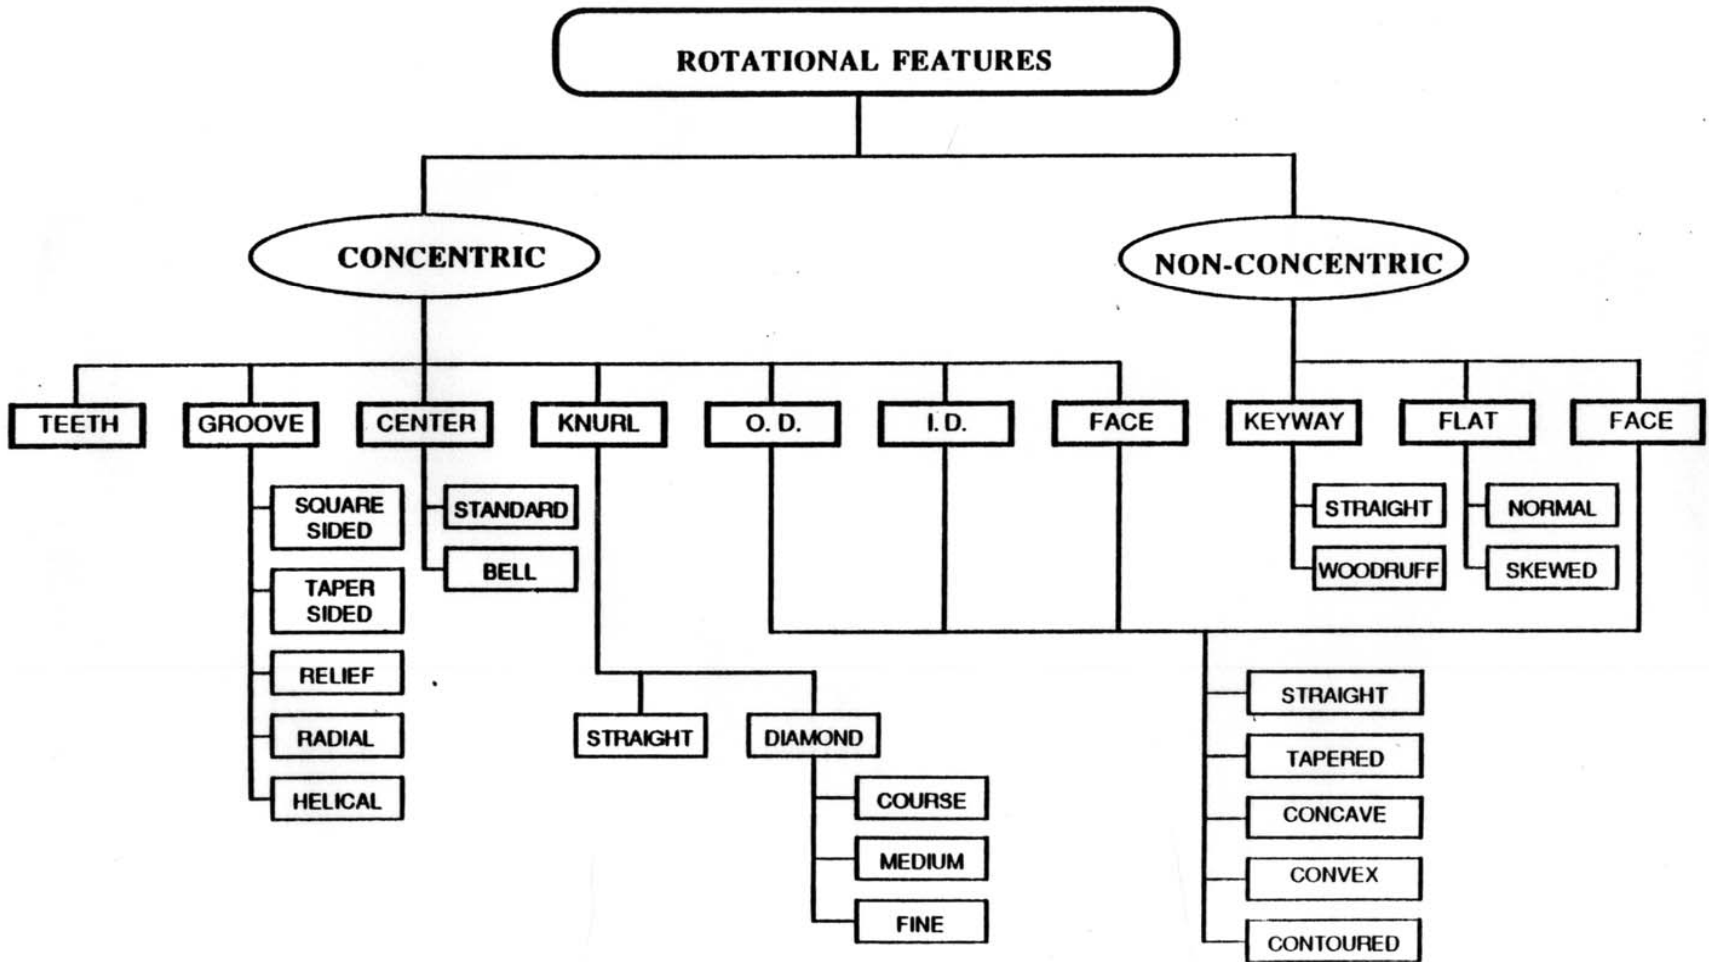 ROTATIONAL FEATURES
CONCENTRIC
NON-CONCENTRIC
TEETH
GROOVE
CENTER
KNURL
O. D.
I. D.
FACE
KEYWAY
FLAT
FACE
SQUARE
SIDED
TAPER
SIDED
RELIEF
RADIAL
HELICAL
STANDARD
BELL
STRAIGHT
DIAMOND
COURSE
MEDIUM
FINE
STRAIGHT
WOODRUFF
NORMAL
SKEWED
STRAIGHT
TAPERED
CONCAVE
CONVEX
CONTOURED